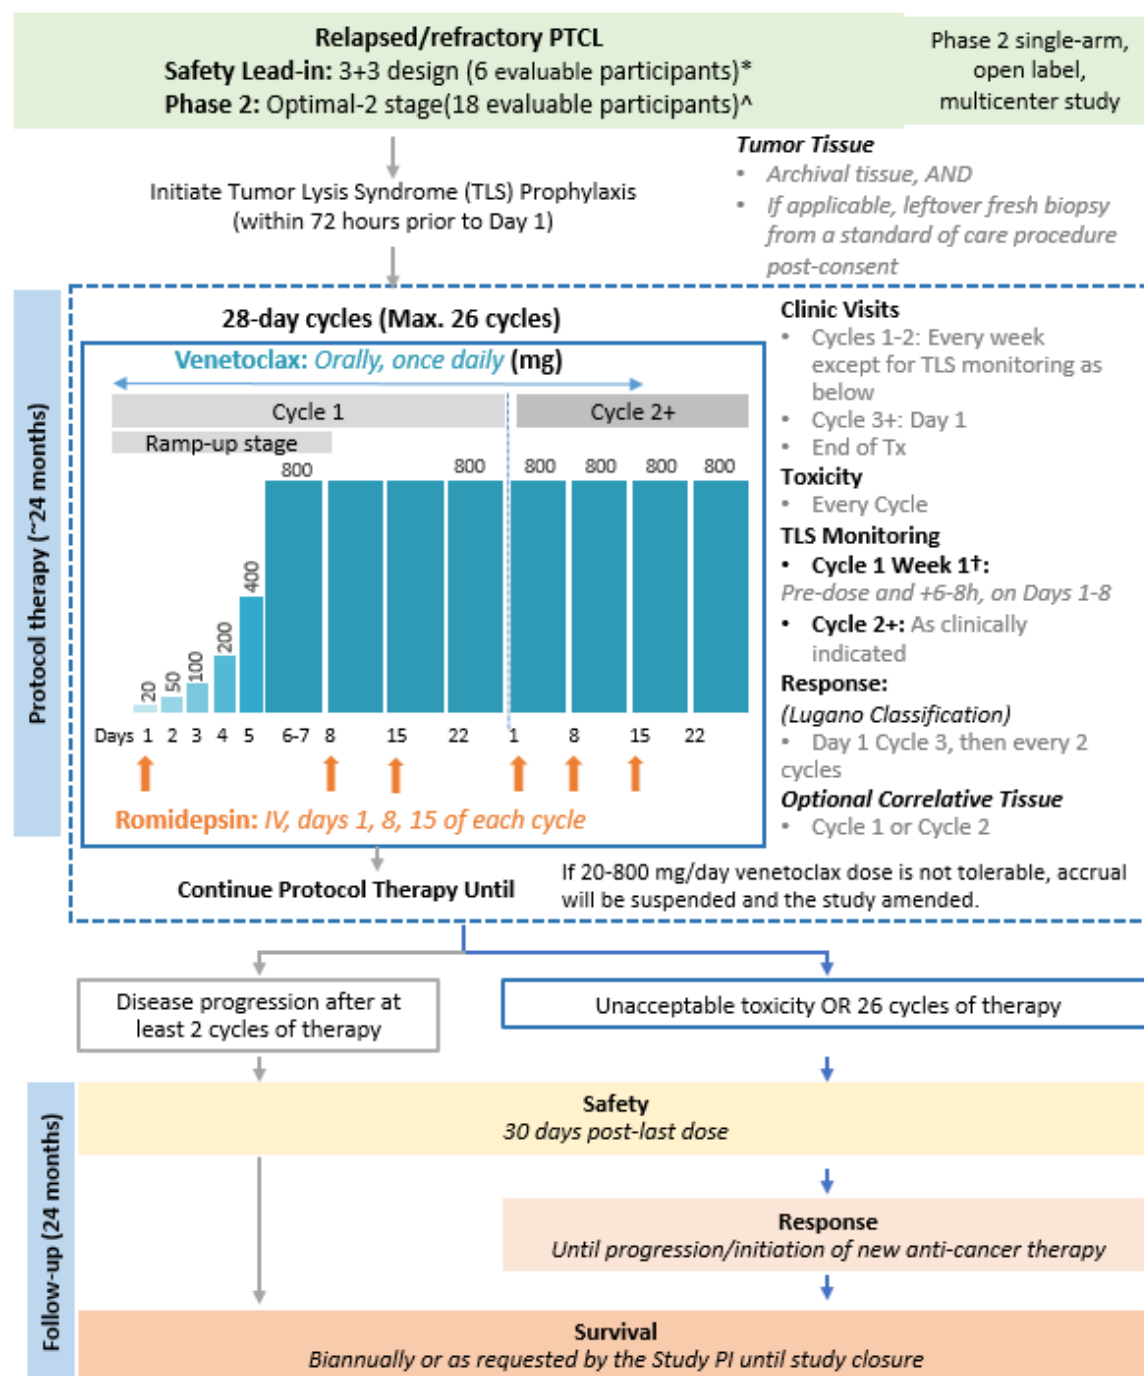 Relapsed/refractory PTCL
Safety Lead-in: 3+3 design (6 evaluable participants)*
Phase 2: Optimal-2 stage(18 evaluable participants)^
Phase 2 single-arm,
open label,
multicenter study
Initiate Tumor Lysis Syndrome (TLS) Prophylaxis
(within 72 hours prior to Day 1)
Tumor Tissue
• Archival tissue, AND
• If applicable, leftover fresh biopsy
from a standard of care procedure
post-consent
Protocol therapy (~24 months)
28-day cycles (Max. 26 cycles)
Venetoclax: Orally, once daily (mg)
Cycle 1
Cycle 2+
Ramp-up stage
800
800
800
800
800
800
400
200
100
50
20
Days 1 2 3 4 5 6-7 8 15 22 1 8 15 22
Romidepsin: IV, days 1, 8, 15 of each cycle
Clinic Visits
• Cycles 1-2: Every week
except for TLS monitoring as
below
• Cycle 3+: Day 1
• End of Tx
Toxicity
• Every Cycle
TLS Monitoring
• Cycle 1 Week 1†:
Pre-dose and +6-8h, on Days 1-8
• Cycle 2+: As clinically
indicated
Response:
(Lugano Classification)
• Day 1 Cycle 3, then every 2
cycles
Optional Correlative Tissue
• Cycle 1 or Cycle 2
Continue Protocol Therapy Until
If 20-800 mg/day venetoclax dose is not tolerable, accrual
will be suspended and the study amended.
Disease progression after at
least 2 cycles of therapy
Unacceptable toxicity OR 26 cycles of therapy
Follow-up (24 months)
Safety
30 days post-last dose
Response
Until progression/initiation of new anti-cancer therapy
Survival
Biannually or as requested by the Study PI until study closure